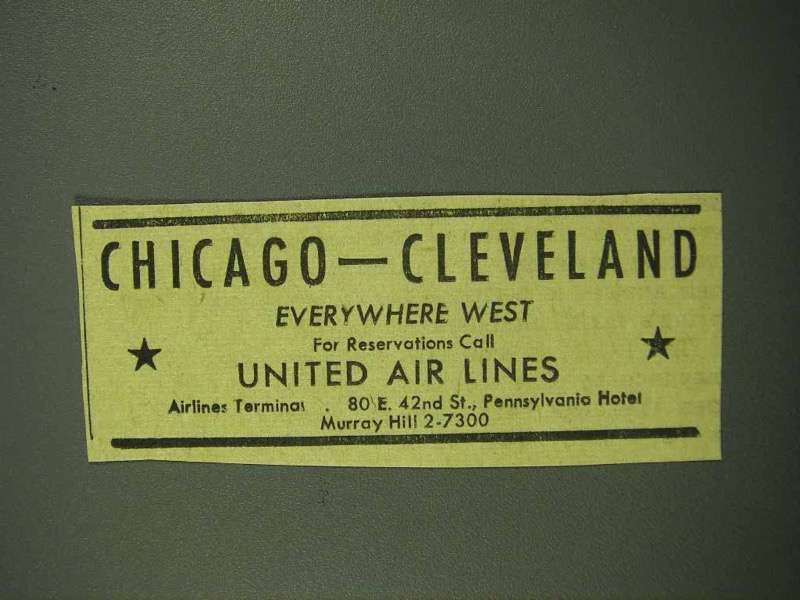 CHICAGO—CLEVELAND
EVERYWHERE WEST
For Reservations Call
UNITED AIR LINES
Airlines Terminal . 80 E. 42nd St., Pennsylvania Hotel
Murray Hill 2-7300